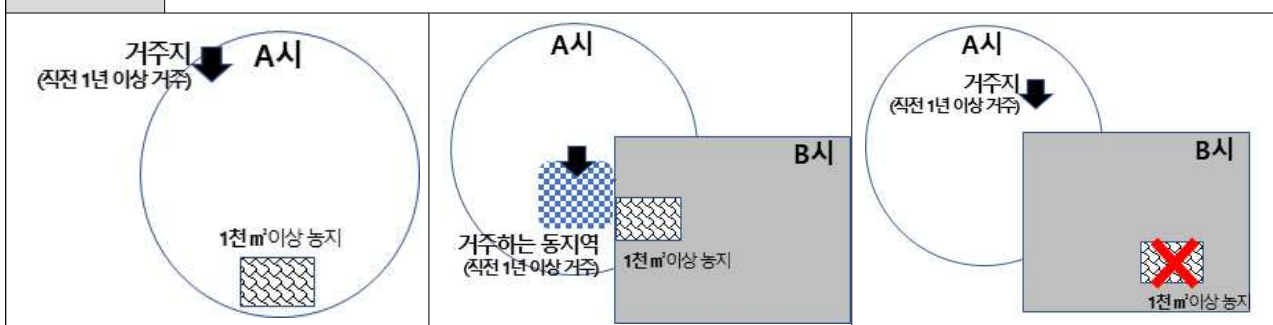 거주지
(직전 1년 이상 거주)
A시
1천㎡이상 농지
A시
B시
거주하는 동지역
(직전 1년 이상 거주)
1천㎡이상 농지
A시
거주지
(직전 1년 이상 거주)
B시
1천㎡이상 농지